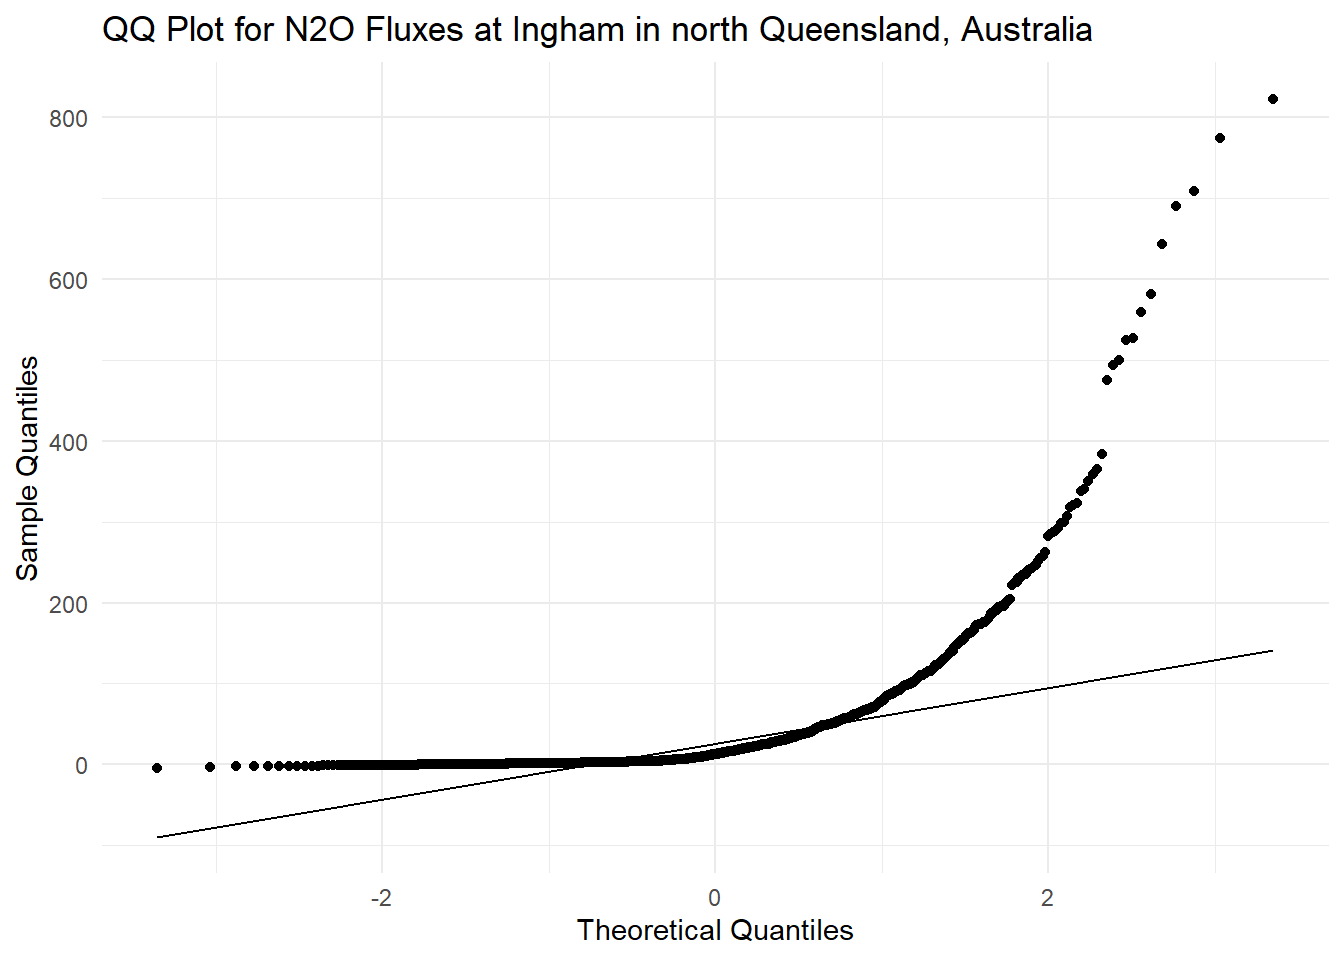 QQ Plot for N2O Fluxes at Ingham in north Queensland, Australia
800
600
400
200
0
Sample Quantiles
-2
0
2
Theoretical Quantiles